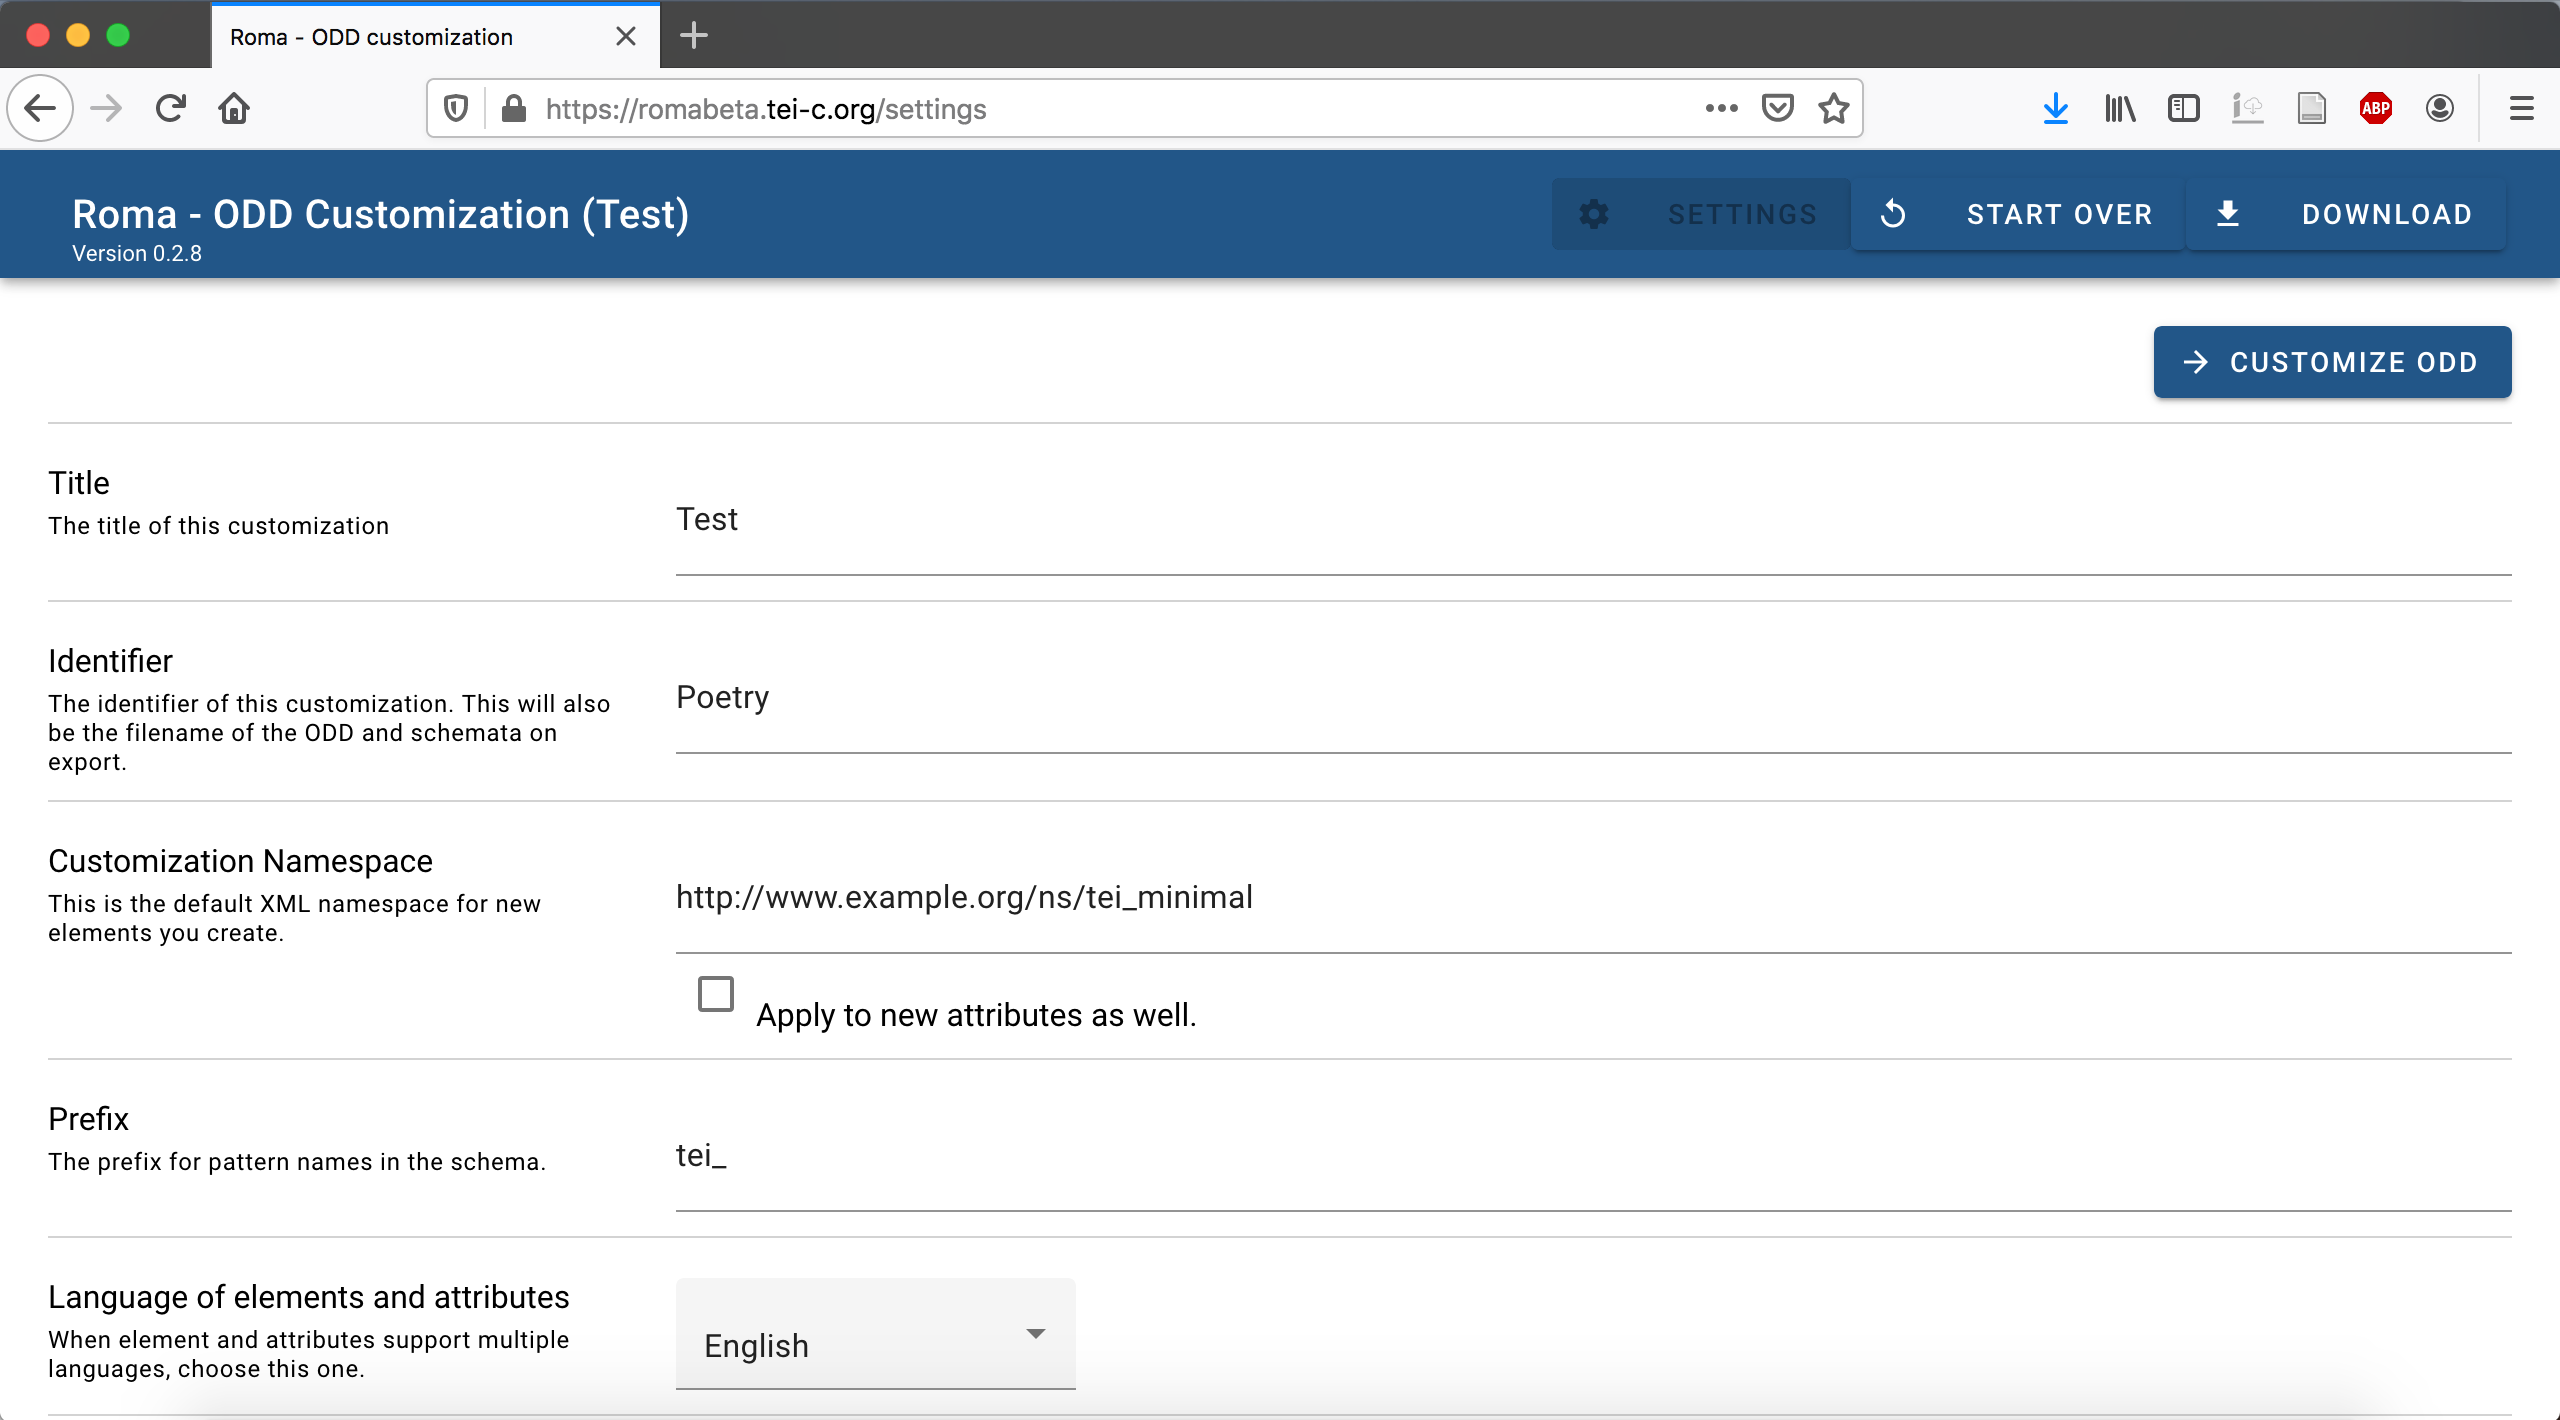 Roma - ODD customization
https://romabeta.tei-c.org/settings
ABP
Roma - ODD Customization (Test)
Version 0.2.8
SETTINGS
START OVER
DOWNLOAD
CUSTOMIZE ODD
Title
The title of this customization
Test
Identifier
The identifier of this customization. This will also
be the filename of the ODD and schemata on
export.
Poetry
Customization Namespace
This is the default XML namespace for new
elements you create.
http://www.example.org/ns/tei_minimal
Apply to new attributes as well.
Prefix
The prefix for pattern names in the schema.
tei_
Language of elements and attributes
When element and attributes support multiple
languages, choose this one.
English